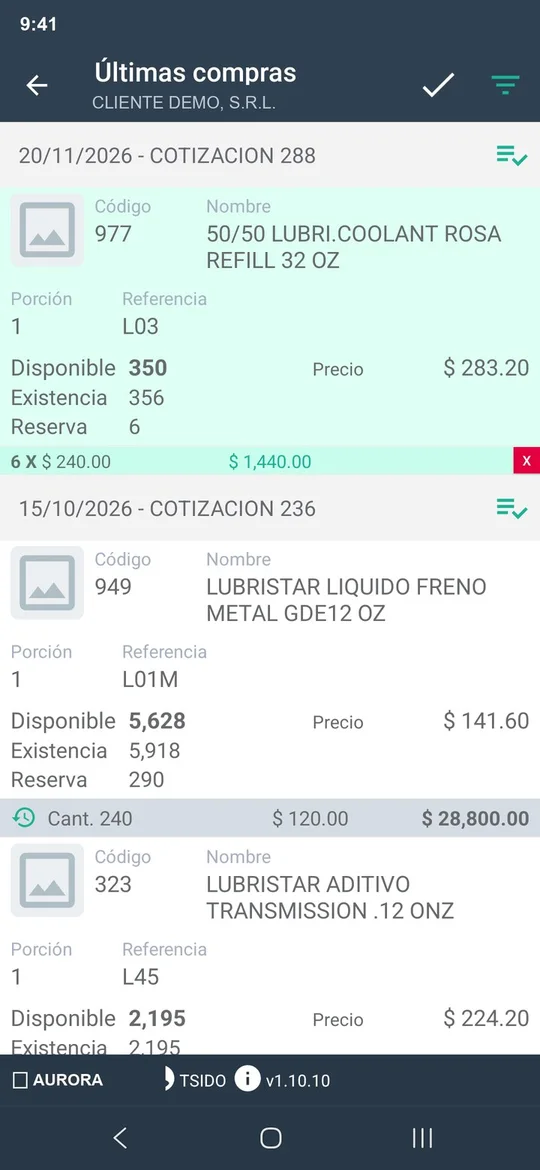 9:41
Últimas compras
CLIENTE DEMO, S.R.L.
20/11/2026 - COTIZACION 288
Código Nombre
977 50/50 LUBRI.COOLANT ROSA
REFILL 32 OZ
Porción Referencia
1 L03
Disponible 350 Precio $ 283.20
Existencia 356
Reserva 6
6 X $ 240.00 $ 1,440.00 X
15/10/2026 - COTIZACION 236
Código Nombre
949 LUBRISTAR LIQUIDO FRENO
METAL GDE12 OZ
Porción Referencia
1 L01M
Disponible 5,628 Precio $ 141.60
Existencia 5,918
Reserva 290
Cant. 240 $ 120.00 $ 28,800.00
Código Nombre
323 LUBRISTAR ADITIVO
TRANSMISSION .12 ONZ
Porción Referencia
1 L45
Disponible 2,195 Precio $ 224.20
Existencia 2,195
AURORA TSIDO v1.10.10